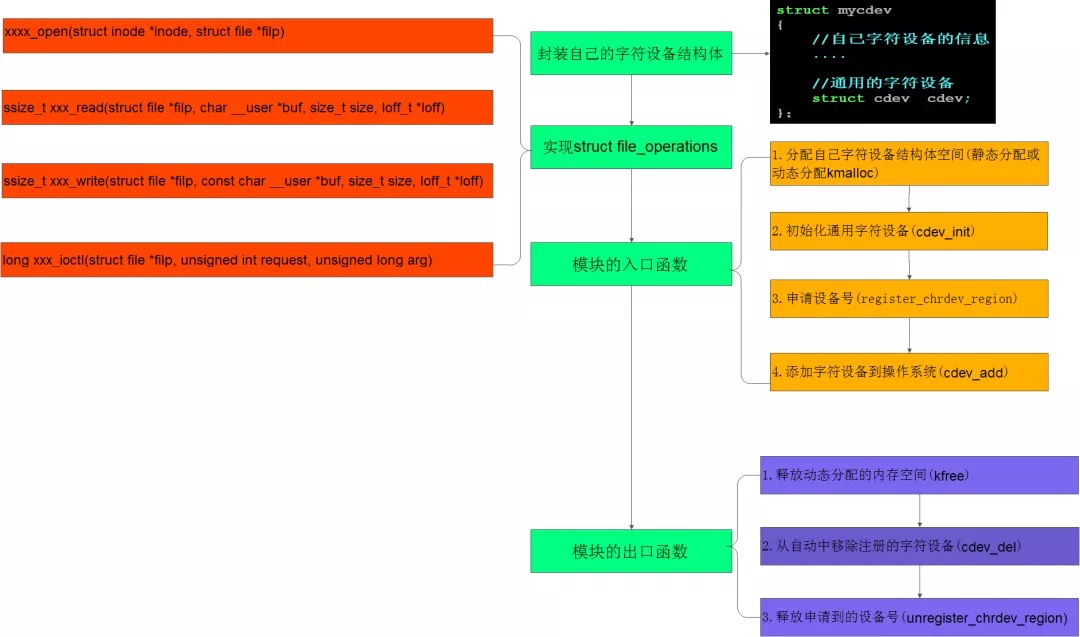 xxxx_open(struct inode *inode, struct file *filp)
ssize_t xxx_read(struct file *filp, char __user *buf, size_t size, loff_t *loff)
ssize_t xxx_write(struct file *filp, const char __user *buf, size_t size, loff_t *loff)
long xxx_ioctl(struct file *filp, unsigned int request, unsigned long arg)
封装自己的字符设备结构体
struct mycdev
{
//自己字符设备的信息
....
//通用的字符设备
struct cdev cdev;
};
实现struct file_operations
模块的入口函数
1.分配自己字符设备结构体空间(静态分配或
动态分配kmalloc)
2.初始化通用字符设备(cdev_init)
3.申请设备号(register_chrdev_region)
4.添加字符设备到操作系统(cdev_add)
模块的出口函数
1.释放动态分配的内存空间(kfree)
2.从自动中移除注册的字符设备(cdev_del)
3.释放申请到的设备号(unregister_chrdev_region)